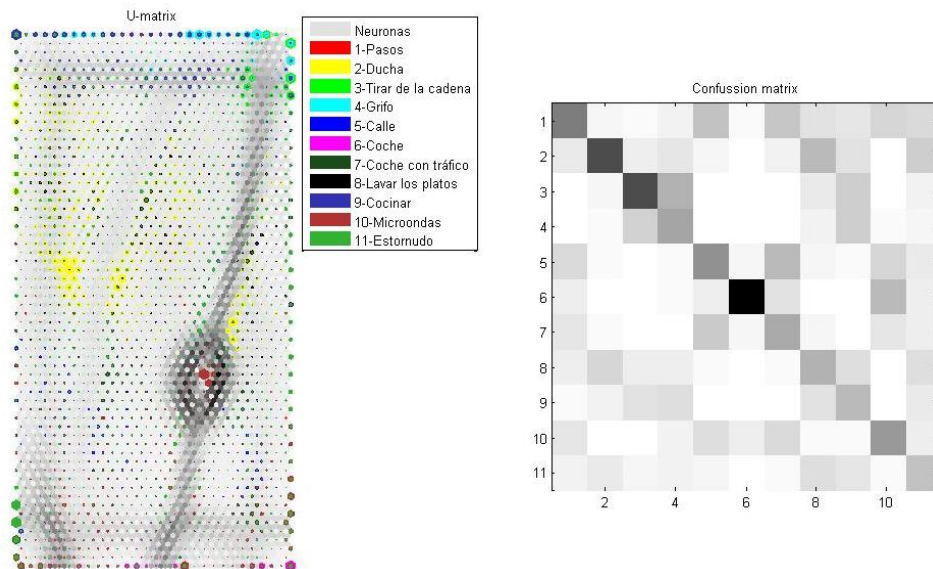 U-matrix
Neuronas
1-Pasos
2-Ducha
3-Tirar de la cadena
4-Grifo
5-Calle
6-Coche
7-Coche con tráfico
8-Lavar los platos
9-Cocinar
10-Microondas
11-Estornudo
Confussion matrix
1
2
3
4
5
6
7
8
9
10
11
2 4 6 8 10